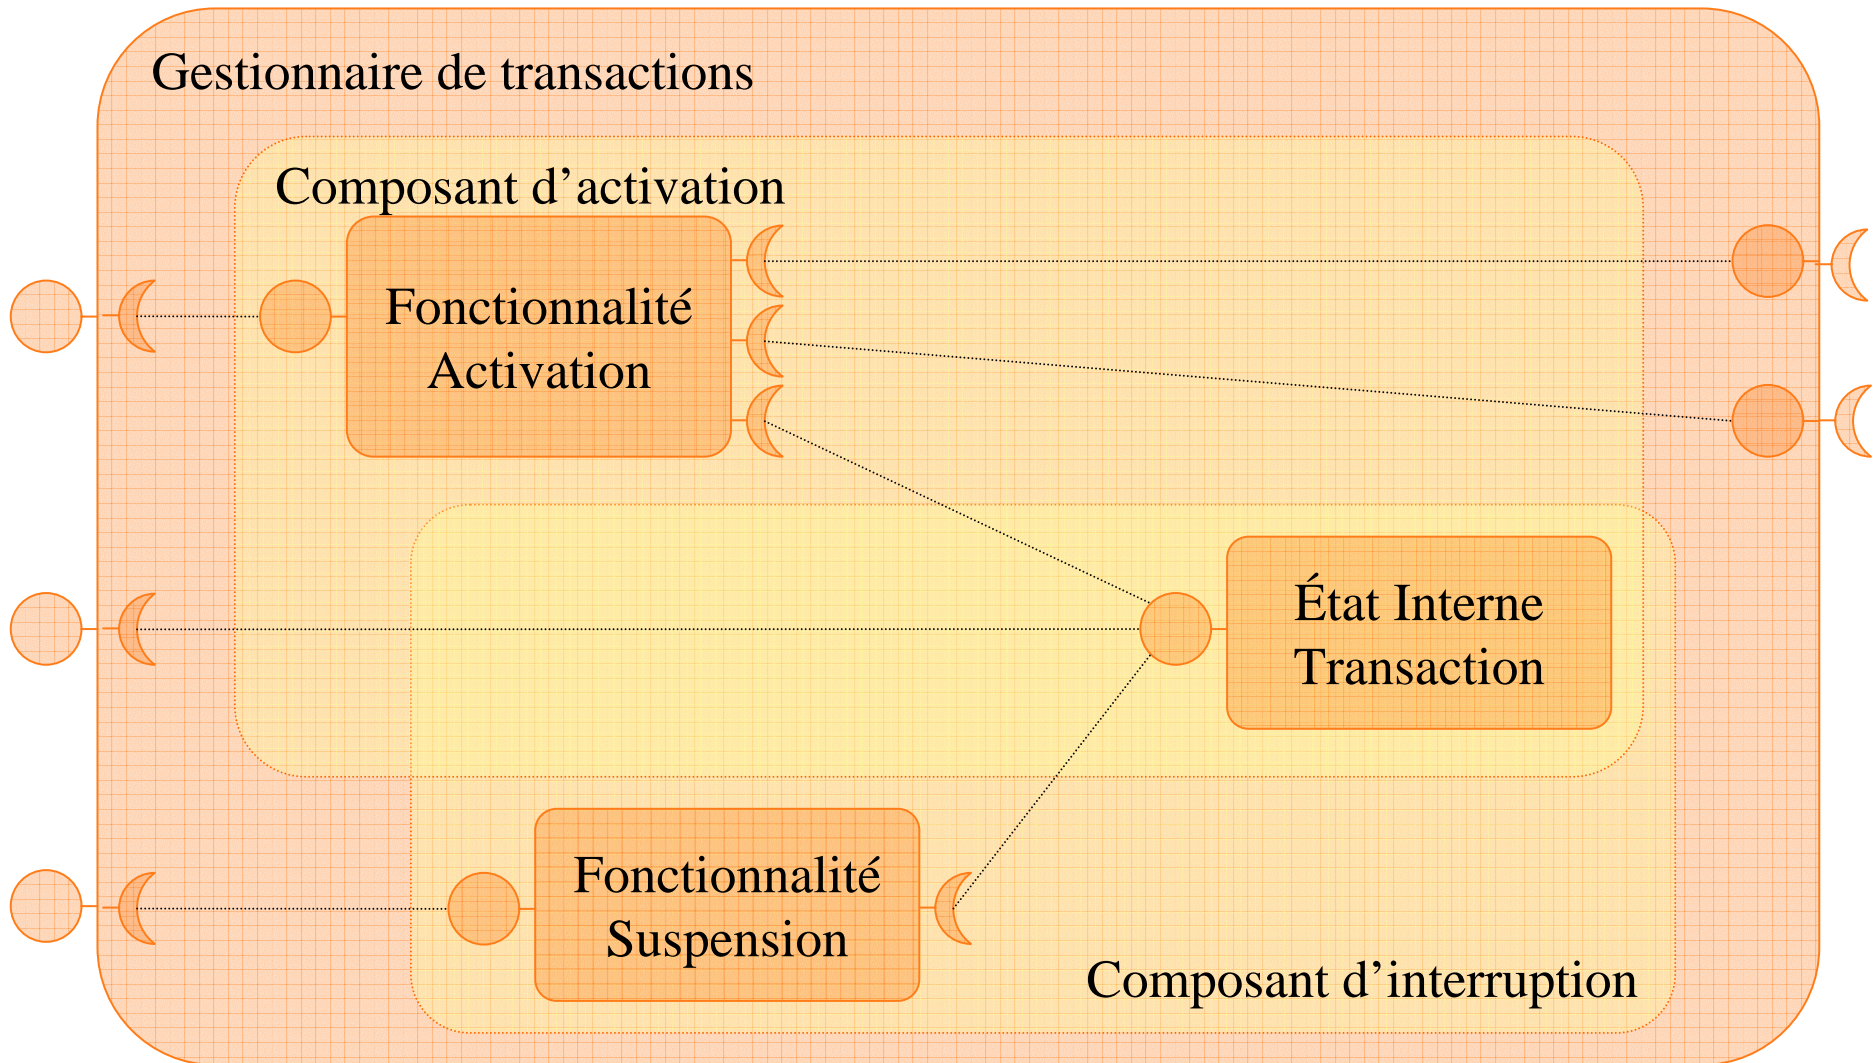 Gestionnaire de transactions
Composant d’activation
Fonctionnalité
Activation
État Interne
Transaction
Fonctionnalité
Suspension
Composant d’interruption